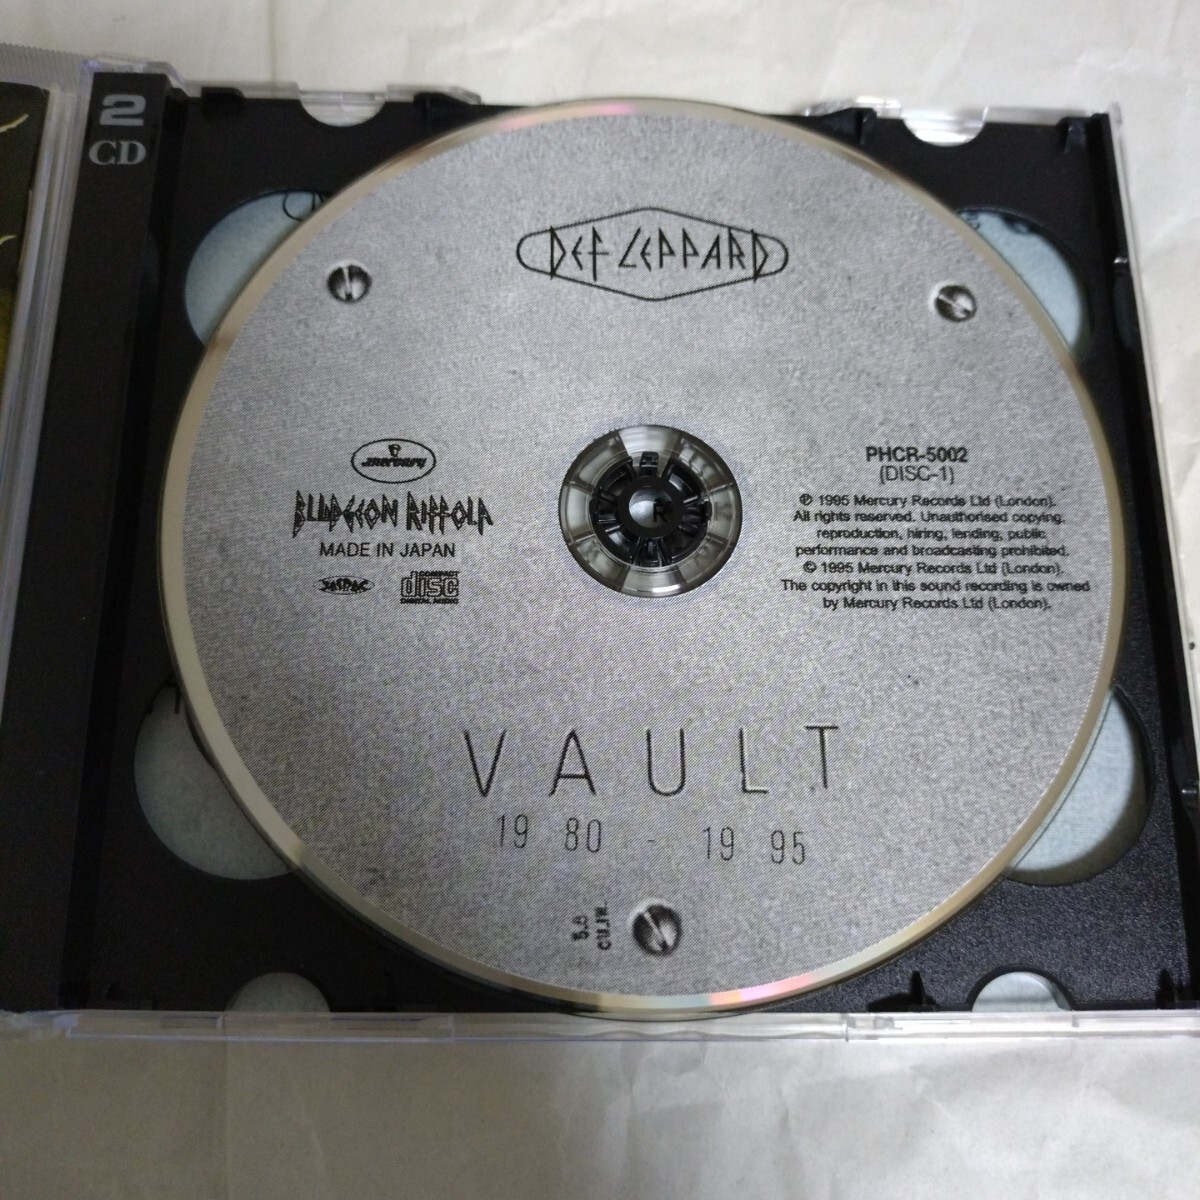 2
CD
DEF LEPPARD
mercury
BLUDGEON RIFFOLA
MADE IN JAPAN
JASRAC
COMPACT
disc
DIGITAL AUDIO
PHCR-5002
(DISC-1)
℗ 1995 Mercury Records Ltd (London).
All rights reserved. Unauthorised copying,
reproduction, hiring, lending, public
performance and broadcasting prohibited.
© 1995 Mercury Records Ltd (London).
The copyright in this sound recording is owned
by Mercury Records Ltd (London).
VAULT
19 80 - 19 95